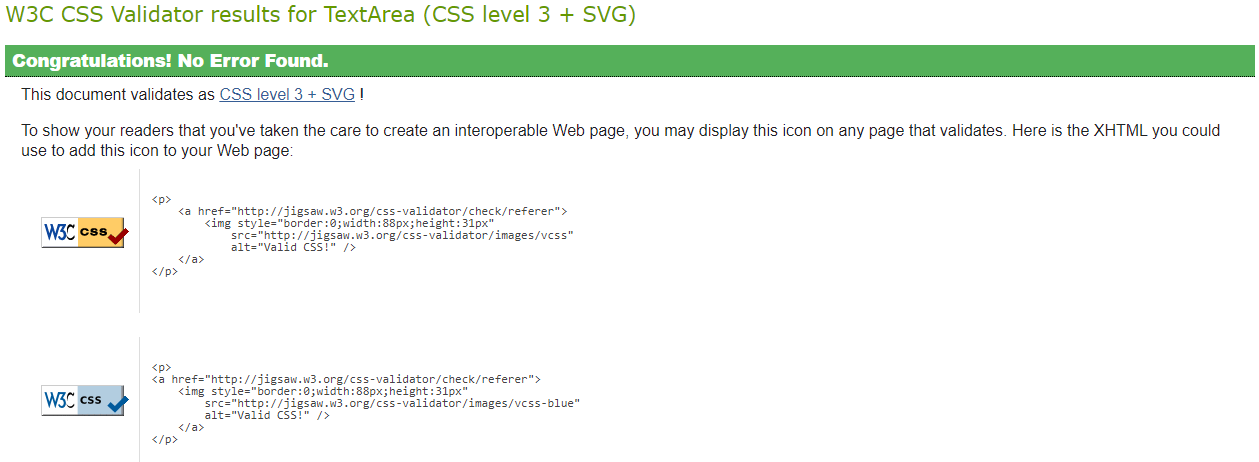 W3C CSS Validator results for TextArea (CSS level 3 + SVG)
Congratulations! No Error Found.
This document validates as CSS level 3 + SVG !
To show your readers that you've taken the care to create an interoperable Web page, you may display this icon on any page that validates. Here is the XHTML you could
use to add this icon to your Web page:
W3C css
<p>
    <a href="http://jigsaw.w3.org/css-validator/check/referer">
        <img style="border:0;width:88px;height:31px"
            src="http://jigsaw.w3.org/css-validator/images/vcss"
            alt="Valid CSS!" />
    </a>
</p>
W3C css
<p>
<a href="http://jigsaw.w3.org/css-validator/check/referer">
    <img style="border:0;width:88px;height:31px"
        src="http://jigsaw.w3.org/css-validator/images/vcss-blue"
        alt="Valid CSS!" />
    </a>
</p>